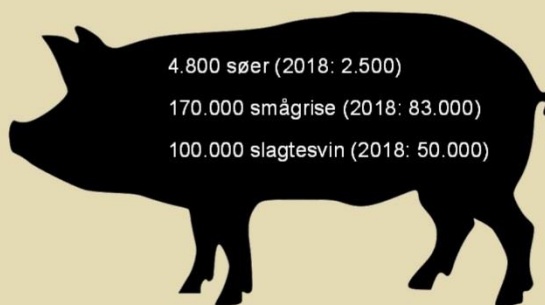 4.800 søer (2018: 2.500)
170.000 smågrise (2018: 83.000)
100.000 slagtesvin (2018: 50.000)